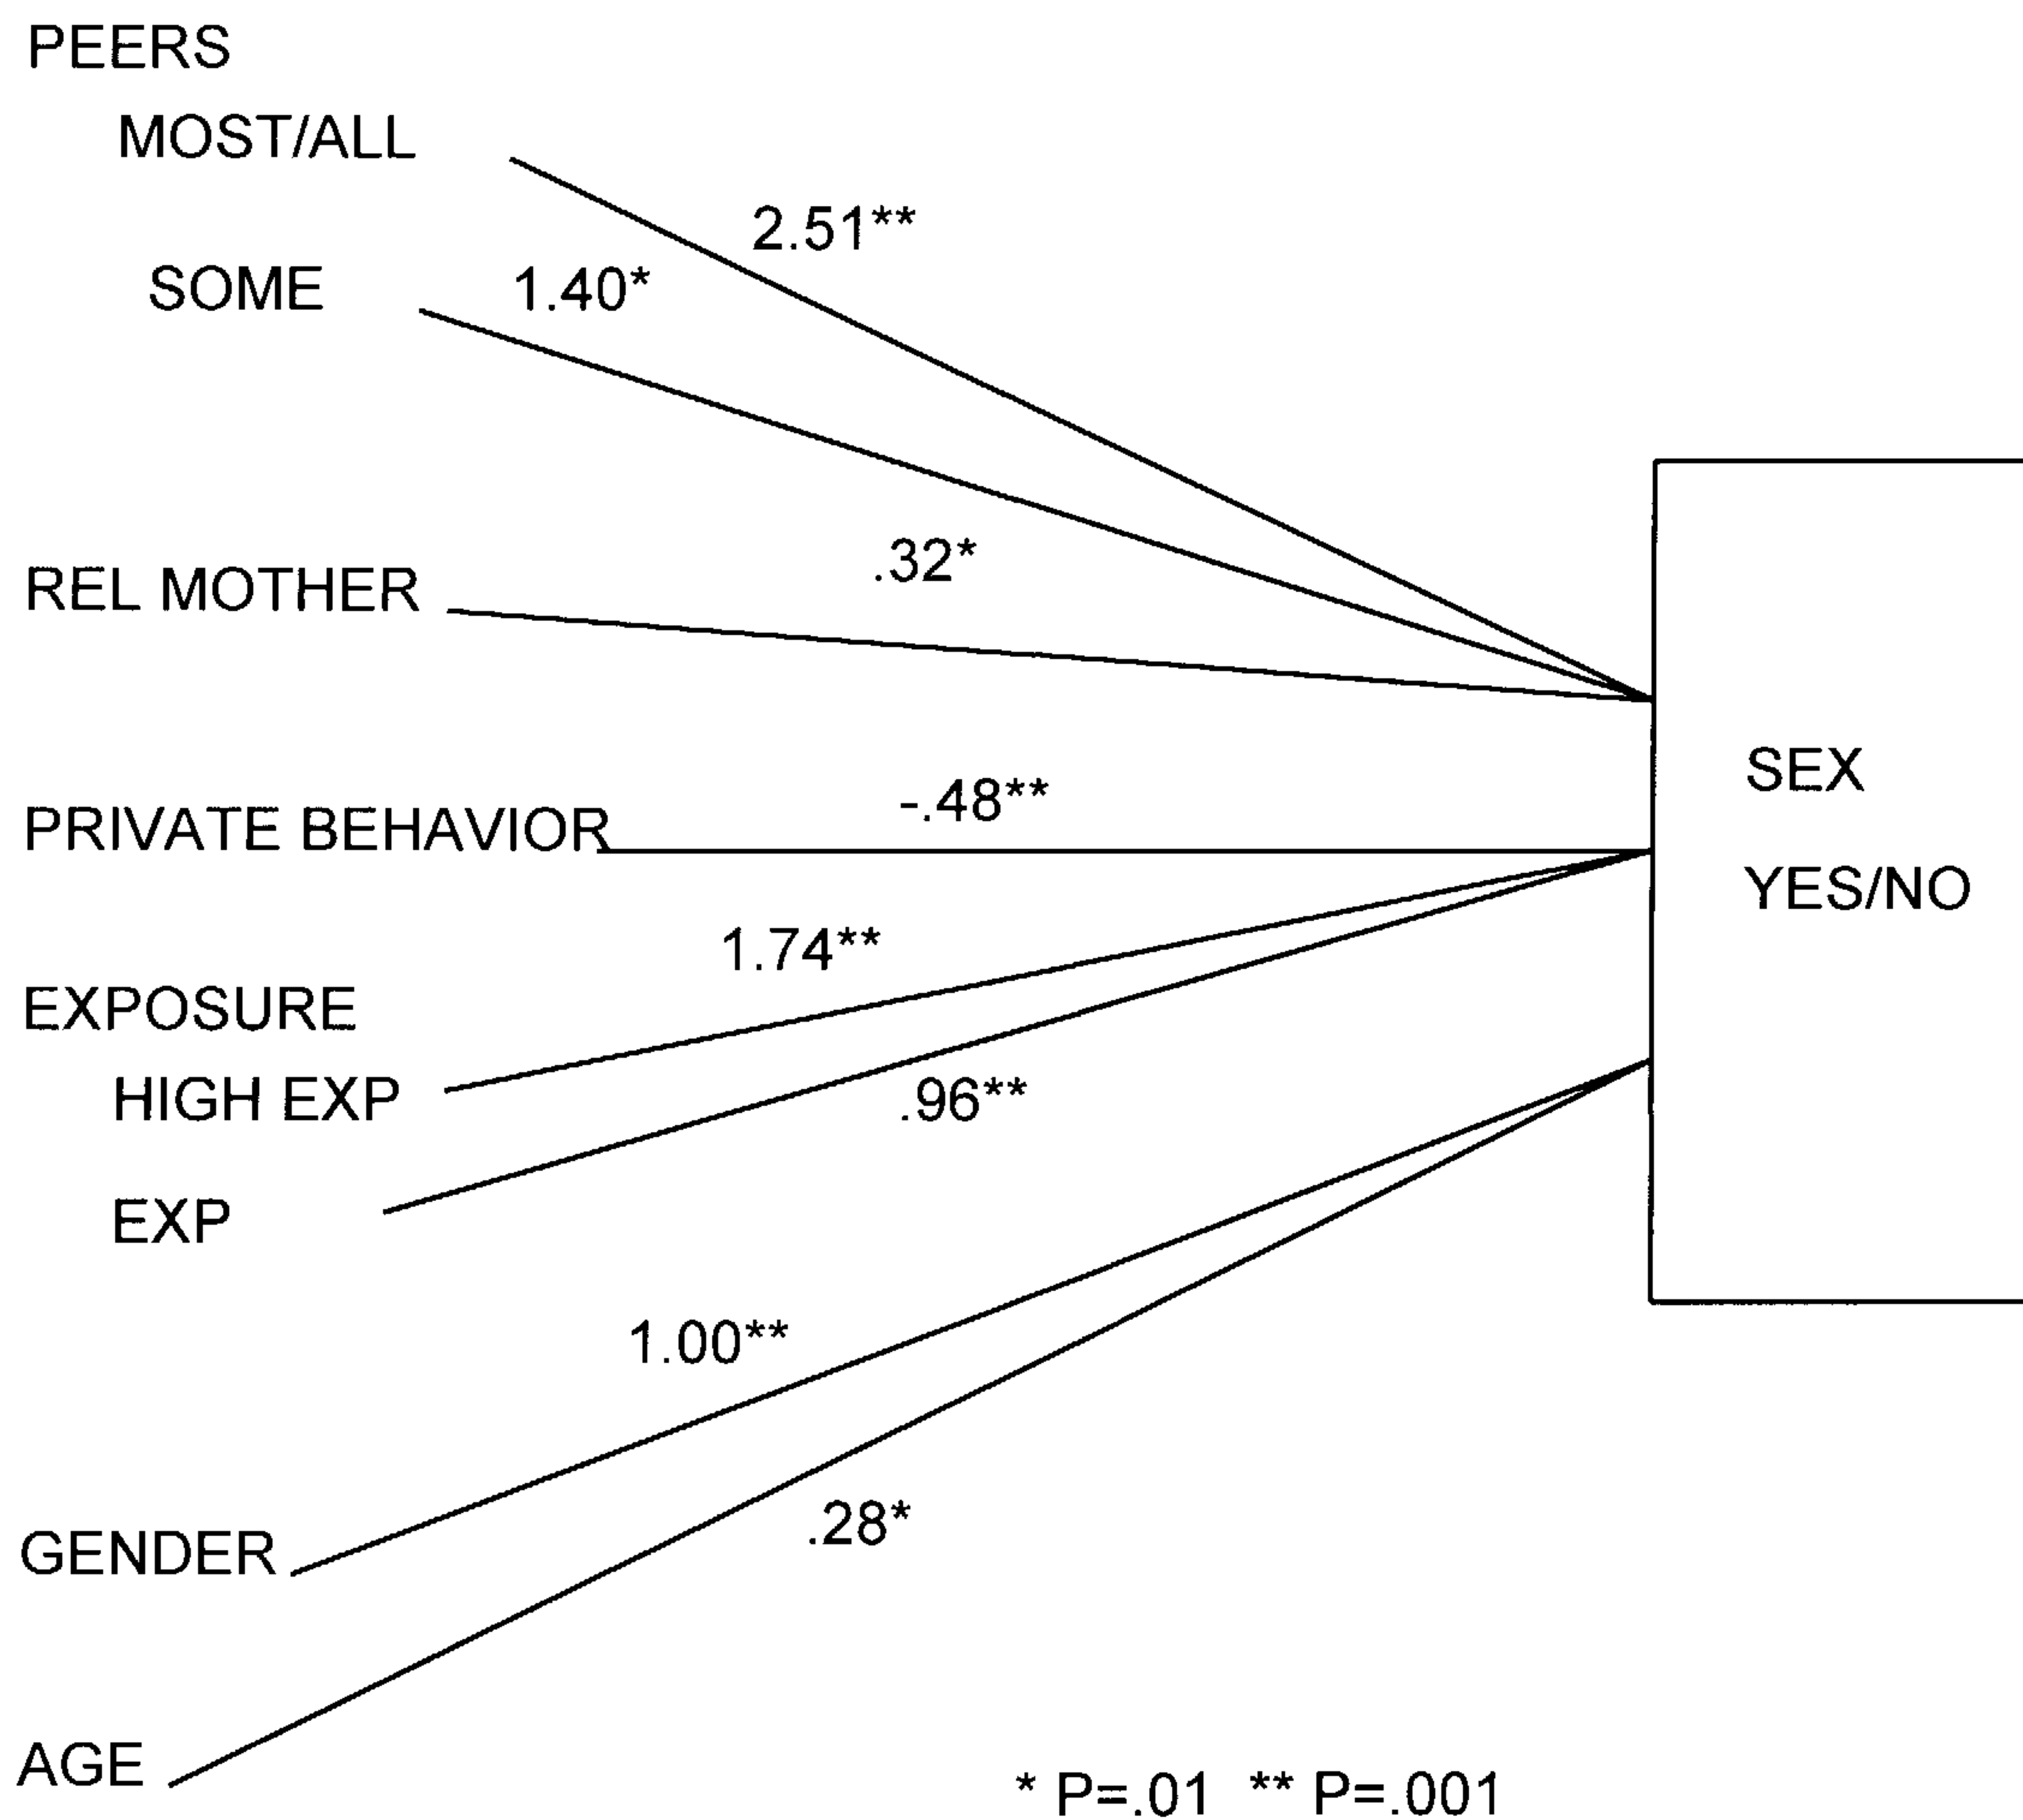 PEERS
MOST/ALL
2.51**
SOME
1.40*
.32*
REL MOTHER
-.48**
PRIVATE BEHAVIOR
SEX
YES/NO
1.74**
EXPOSURE
HIGH EXP
.96**
EXP
1.00**
GENDER
.28*
AGE
* P=.01 ** P=.001